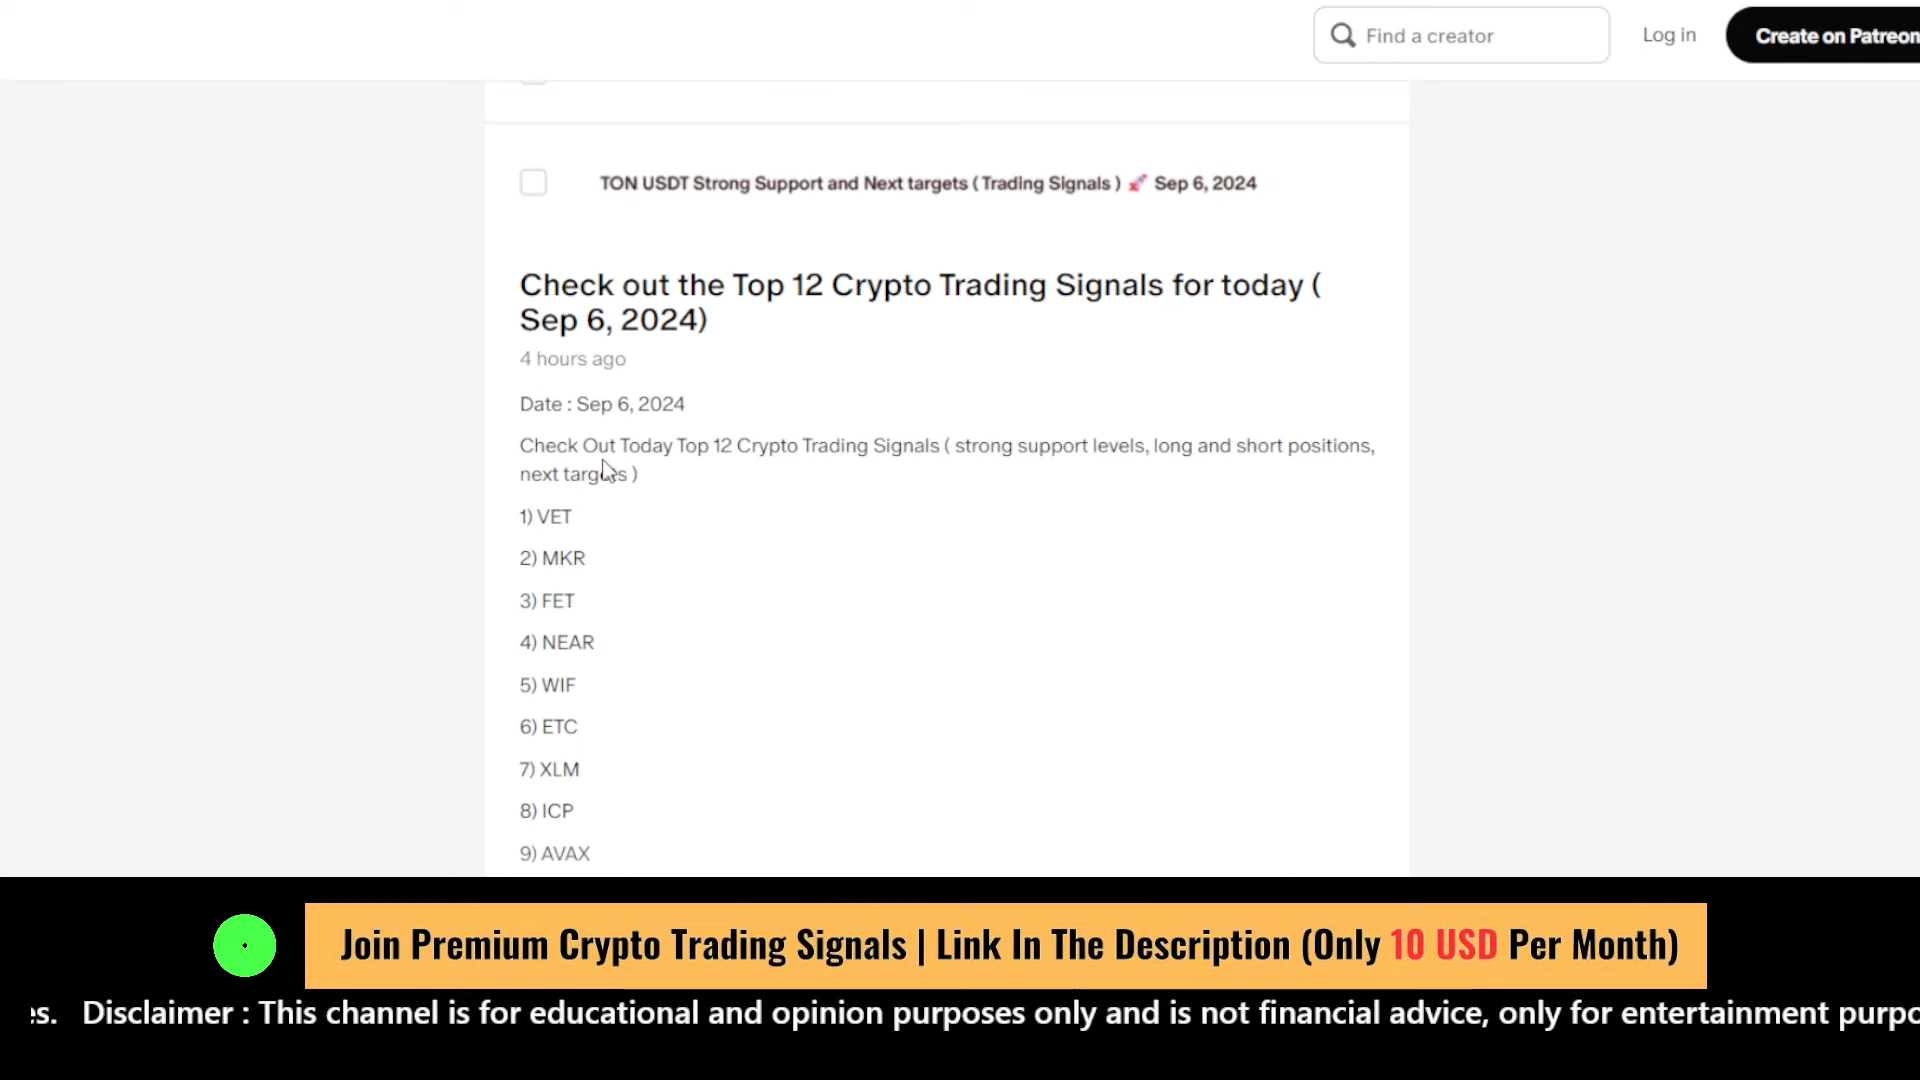 Find a creator
Log in
Create on Patreon
TON USDT Strong Support and Next targets ( Trading Signals ) 🚀 Sep 6, 2024
Check out the Top 12 Crypto Trading Signals for today (
Sep 6, 2024)
4 hours ago
Date : Sep 6, 2024
Check Out Today Top 12 Crypto Trading Signals ( strong support levels, long and short positions,
next targets )
1) VET
2) MKR
3) FET
4) NEAR
5) WIF
6) ETC
7) XLM
8) ICP
9) AVAX
Join Premium Crypto Trading Signals | Link In The Description (Only 10 USD Per Month)
es. Disclaimer : This channel is for educational and opinion purposes only and is not financial advice, only for entertainment purpo